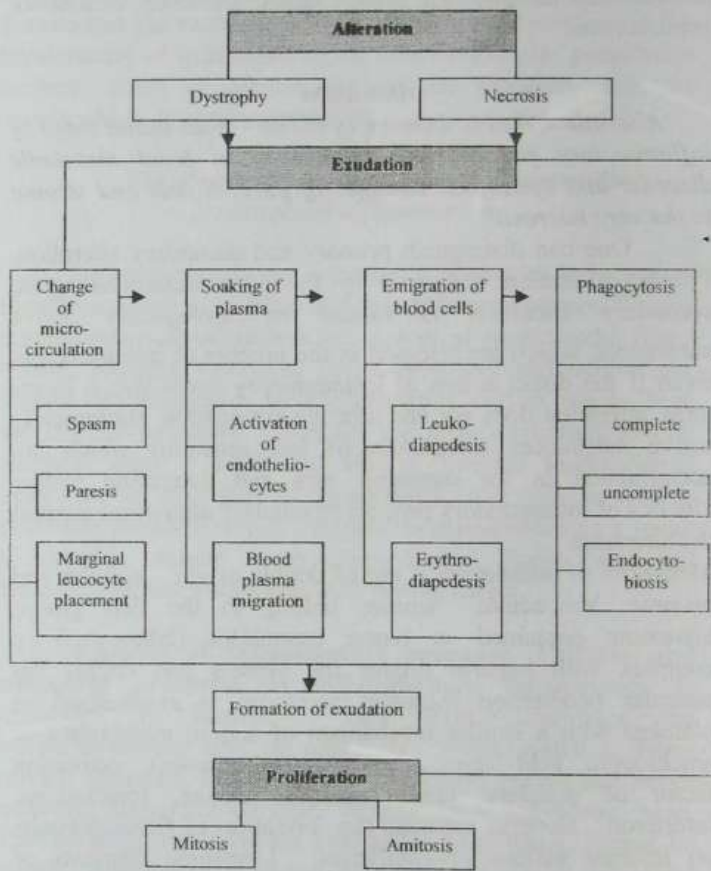 Alteration
Dystrophy
Necrosis
Exudation
Change
of
micro-
circulation
Soaking of
plasma
Emigration of
blood cells
Phagocytosis
Spasm
Activation
of
endothelio-
cytes
Leuko-
diapedesis
complete
Paresis
uncomplete
Marginal
leucocyte
placement
Blood
plasma
migration
Erythro-
diapedesis
Endocyto-
biosis
Formation of exudation
Proliferation
Mitosis
Amitosis